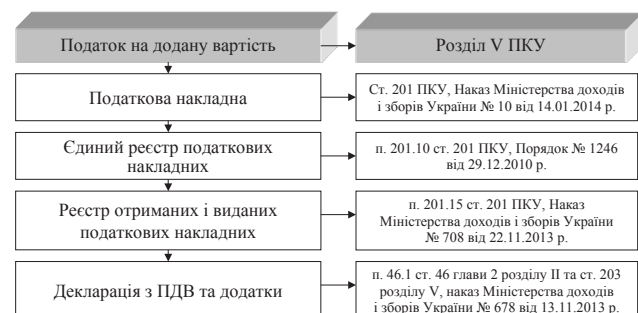 Податок на додану вартість
Розділ V ПКУ
Податкова накладна
Ст. 201 ПКУ, Наказ Міністерства доходів
і зборів України № 10 від 14.01.2014 р.
Єдиний реєстр податкових
накладних
п. 201.10 ст. 201 ПКУ, Порядок № 1246
від 29.12.2010 р.
Реєстр отриманих і виданих
податкових накладних
п. 201.15 ст. 201 ПКУ, Наказ
Міністерства доходів і зборів України
№ 708 від 22.11.2013 р.
Декларація з ПДВ та додатки
п. 46.1 ст. 46 глави 2 розділу II та ст. 203
розділу V, наказ Міністерства доходів
і зборів України № 678 від 13.11.2013 р.